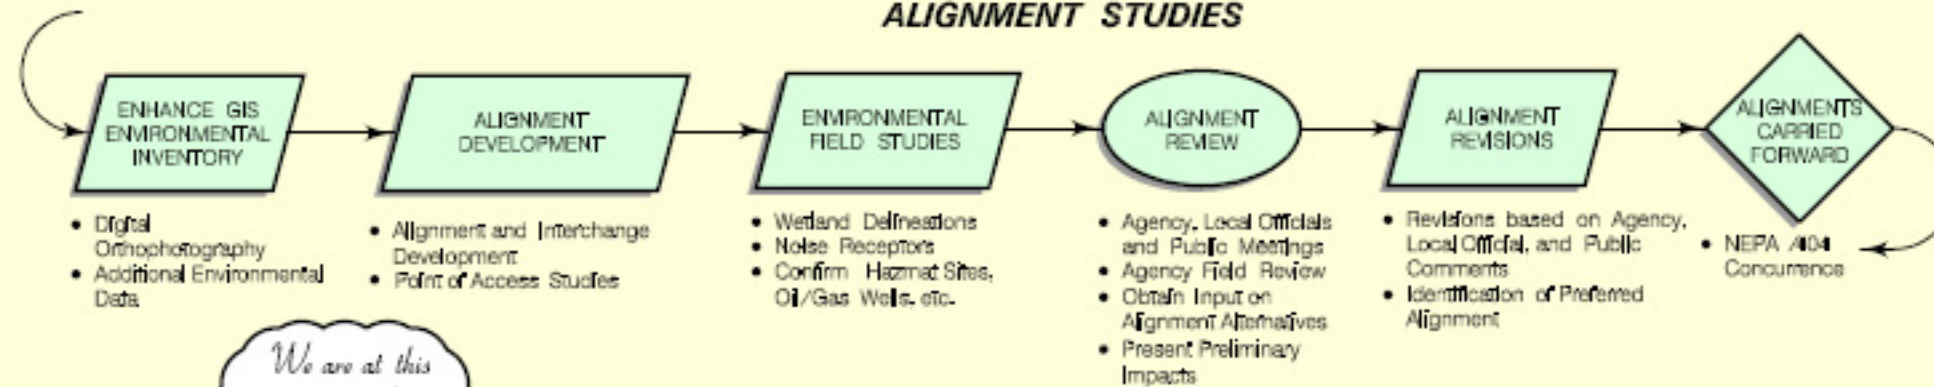 ALIGNMENT STUDIES
ENHANCE GIS
ENVIRONMENTAL
INVENTORY
• Digital
Orthophotography
• Additional Environmental
Data
ALIGNMENT
DEVELOPMENT
• Alignment and Interchange
Development
• Point of Access Studies
ENVIRONMENTAL
FIELD STUDIES
• Wetland Delineations
• Noise Receptors
• Confirm Hazmat Sites,
Oil/Gas Wells, etc.
ALIGNMENT
REVIEW
• Agency, Local Officials
and Public Meetings
• Agency Field Review
• Obtain Input on
Alignment Alternatives
• Present Preliminary
Impacts
ALIGNMENT
REVISIONS
• Revisions based on Agency,
Local Official, and Public
Comments
• Identification of Preferred
Alignment
ALIGNMENTS
CARRIED
FORWARD
• NEPA /404
Concurrence
We are at this